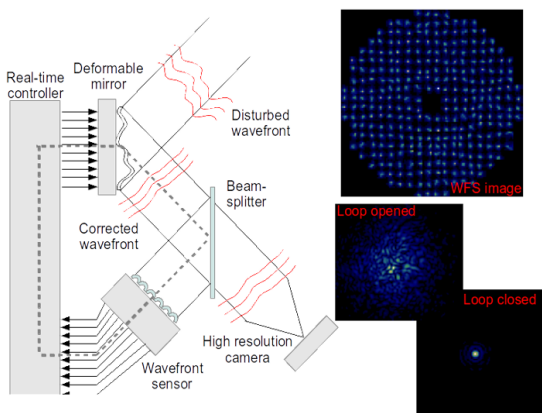 Real-time
controller
Deformable
mirror
Disturbed
wavefront
Beam-
splitter
Corrected
wavefront
Wavefront
sensor
High resolution
camera
WFS image
Loop opened
Loop closed